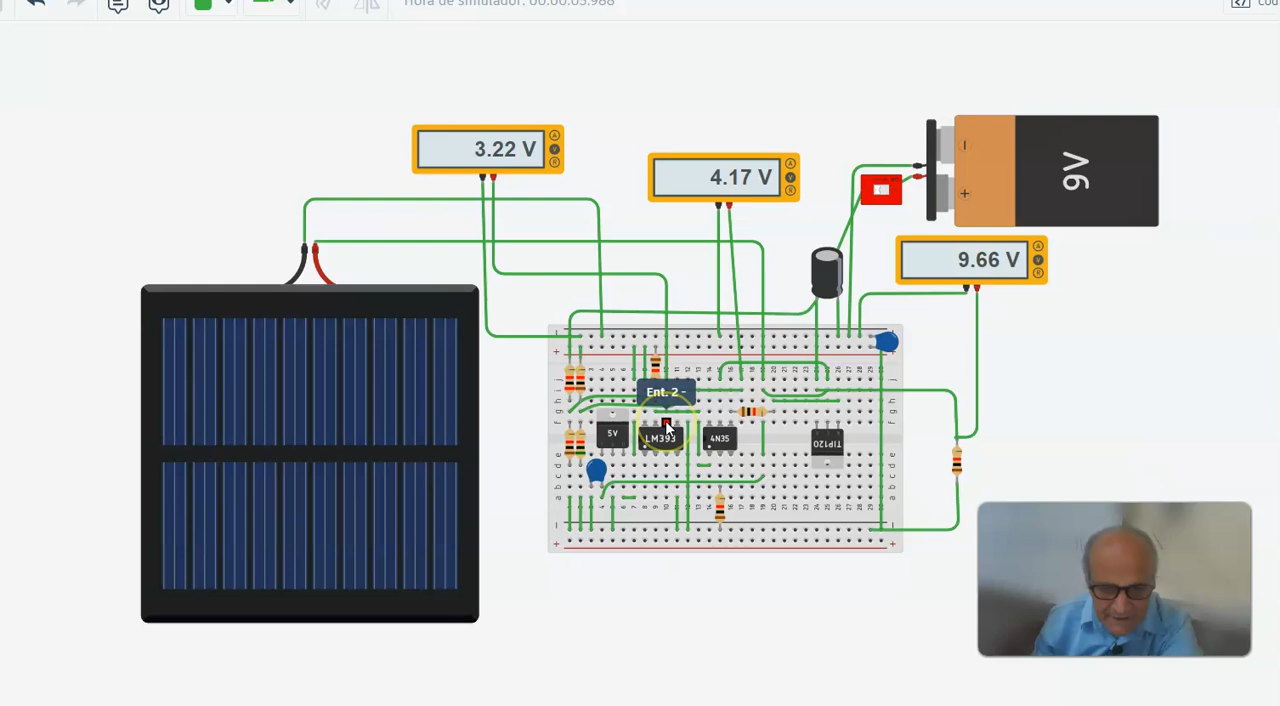 Hora de simulador: 00:00:05.988
3.22 V
A
V
R
4.17 V
A
V
R
9V
9.66 V
A
V
R
Ent. 2 -
5V
LM393
4N35
TIP120